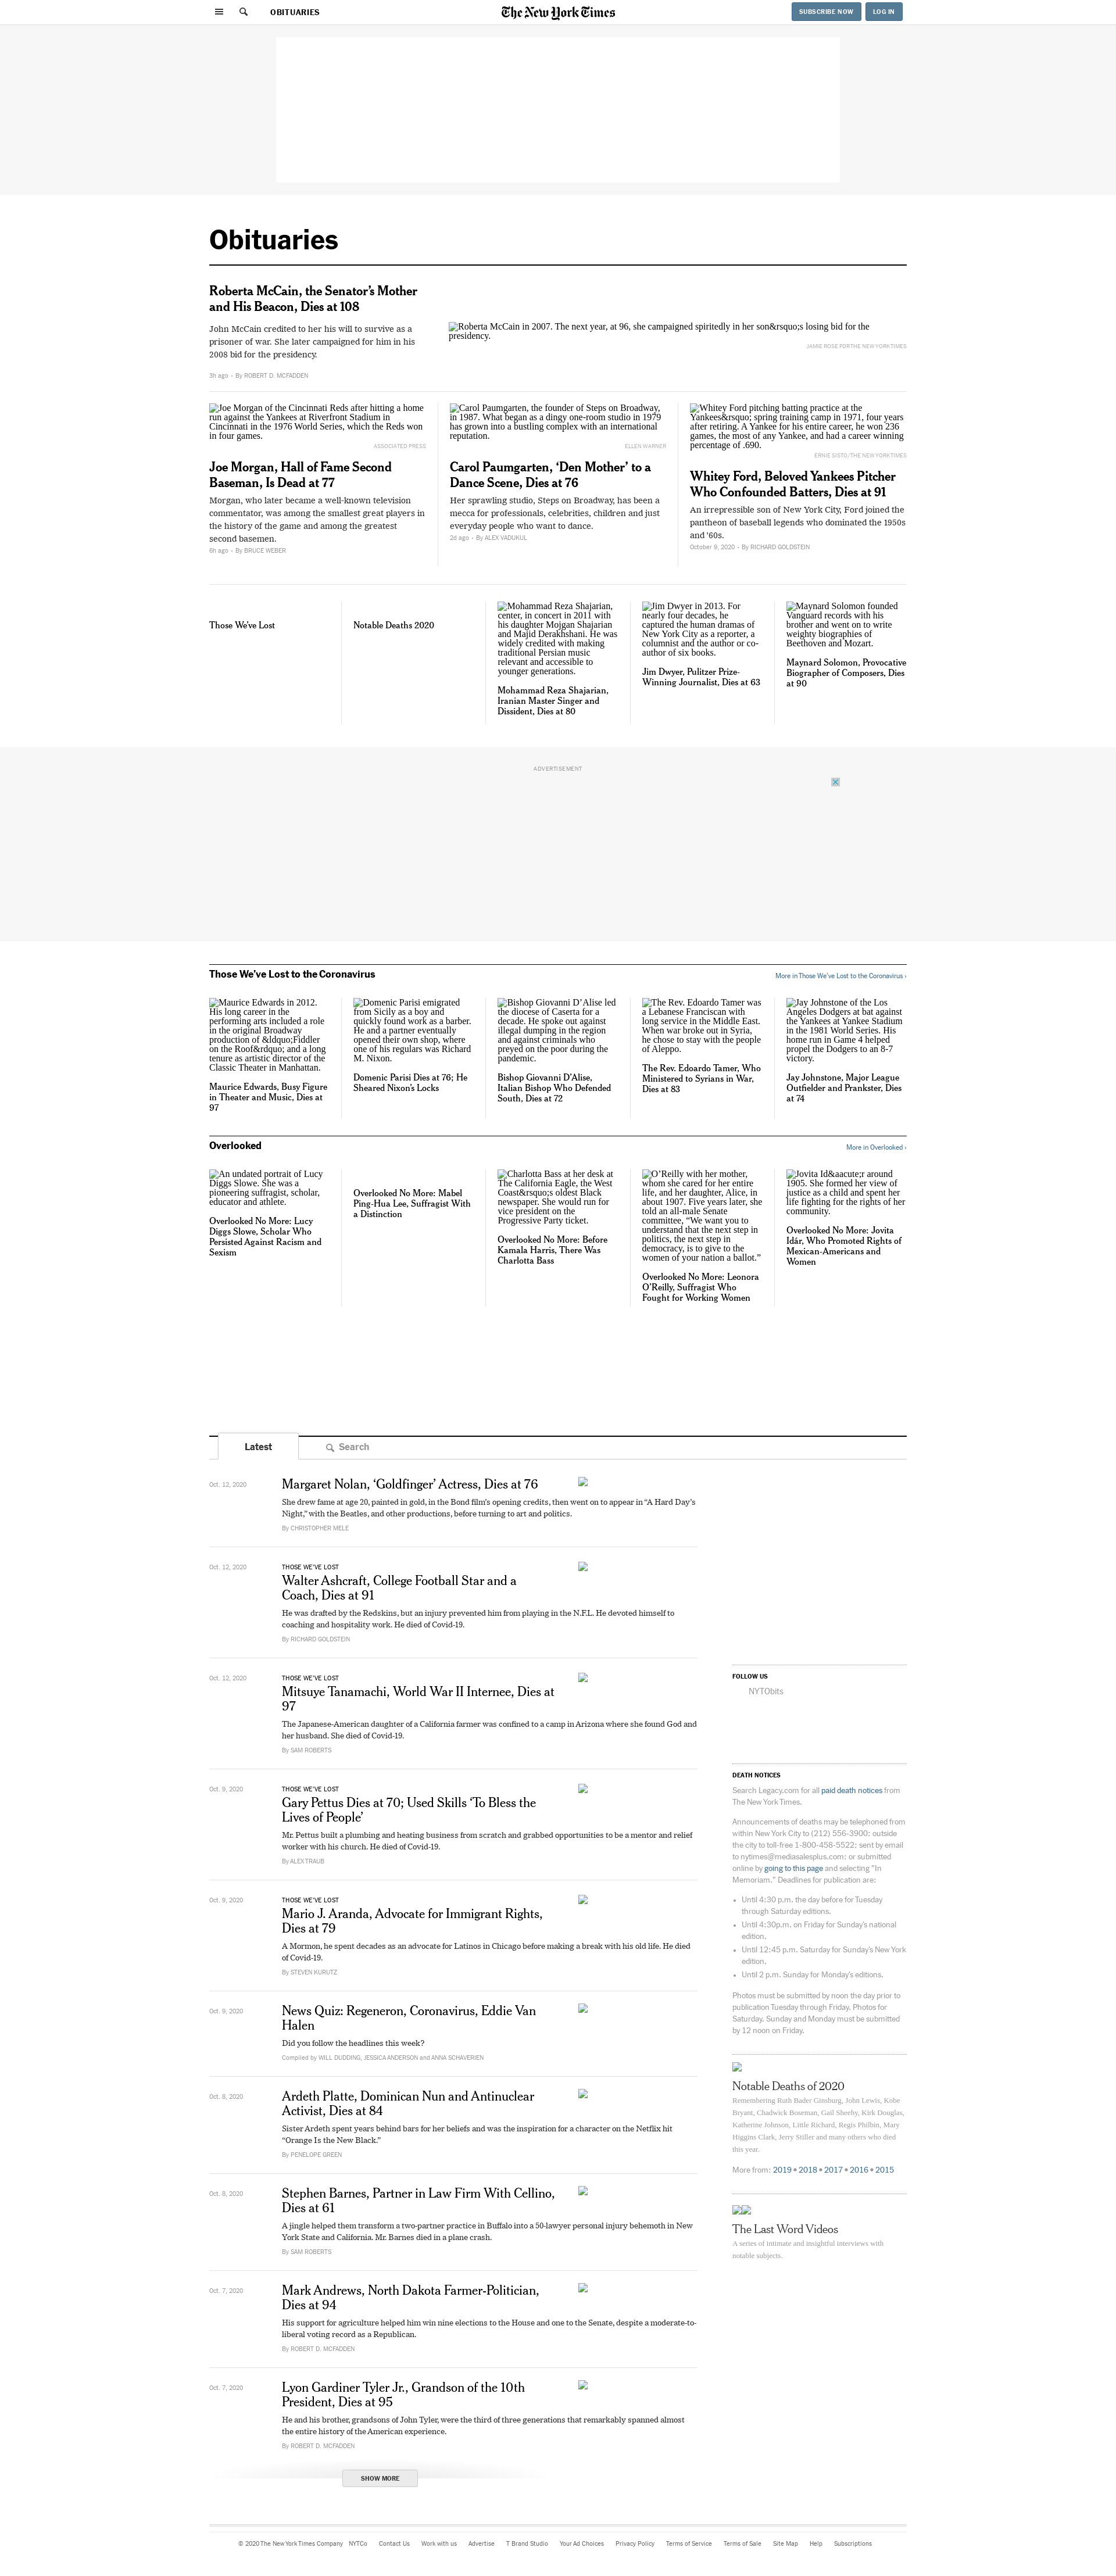 OBITUARIES
The New York Times
SUBSCRIBE NOW
LOG IN
Obituaries
Roberta McCain, the Senator's Mother
and His Beacon, Dies at 108
John McCain credited to her his will to survive as a
prisoner of war. She later campaigned for him in his
2008 bid for the presidency.
3h ago • By ROBERT D. MCFADDEN
Roberta McCain in 2007. The next year, at 96, she campaigned spiritedly in her son&rsquo;s losing bid for the
presidency.
JAMIE ROSE FOR THE NEW YORK TIMES
Joe Morgan of the Cincinnati Reds after hitting a home
run against the Yankees at Riverfront Stadium in
Cincinnati in the 1976 World Series, which the Reds won
in four games.
ASSOCIATED PRESS
Joe Morgan, Hall of Fame Second
Baseman, Is Dead at 77
Morgan, who later became a well-known television
commentator, was among the smallest great players in
the history of the game and among the greatest
second basemen.
6h ago • By BRUCE WEBER
Carol Paumgarten, the founder of Steps on Broadway,
in 1987. What began as a dingy one-room studio in 1979
has grown into a bustling complex with an international
reputation.
ELLEN WARNER
Carol Paumgarten, ‘Den Mother’ to a
Dance Scene, Dies at 76
Her sprawling studio, Steps on Broadway, has been a
mecca for professionals, celebrities, children and just
everyday people who want to dance.
2d ago • By ALEX VADUKUL
Whitey Ford pitching batting practice at the
Yankees&rsquo; spring training camp in 1971, four years
after retiring. A Yankee for his entire career, he won 236
games, the most of any Yankee, and had a career winning
percentage of .690.
ERNIE SISTO/THE NEW YORK TIMES
Whitey Ford, Beloved Yankees Pitcher
Who Confounded Batters, Dies at 91
An irrepressible son of New York City, Ford joined the
pantheon of baseball legends who dominated the 1950s
and '60s.
October 9, 2020 • By RICHARD GOLDSTEIN
Those We've Lost
Notable Deaths 2020
Mohammad Reza Shajarian,
center, in concert in 2011 with
his daughter Mojgan Shajarian
and Majid Derakhshani. He was
widely credited with making
traditional Persian music
relevant and accessible to
younger generations.
Mohammad Reza Shajarian,
Iranian Master Singer and
Dissident, Dies at 80
Jim Dwyer in 2013. For
nearly four decades, he
captured the human dramas of
New York City as a reporter, a
columnist and the author or co-
author of six books.
Jim Dwyer, Pulitzer Prize-
Winning Journalist, Dies at 63
Maynard Solomon founded
Vanguard records with his
brother and went on to write
weighty biographies of
Beethoven and Mozart.
Maynard Solomon, Provocative
Biographer of Composers, Dies
at 90
ADVERTISEMENT
Those We've Lost to the Coronavirus
More in Those We've Lost to the Coronavirus ›
Maurice Edwards in 2012.
His long career in the
performing arts included a role
in the original Broadway
production of &ldquo;Fiddler
on the Roof&rdquo; and a long
tenure as artistic director of the
Classic Theater in Manhattan.
Maurice Edwards, Busy Figure
in Theater and Music, Dies at
97
Domenic Parisi emigrated
from Sicily as a boy and
quickly found work as a barber.
He and a partner eventually
opened their own shop, where
one of his regulars was Richard
M. Nixon.
Domenic Parisi Dies at 76; He
Sheared Nixon's Locks
Bishop Giovanni D’Alise led
the diocese of Caserta for a
decade. He spoke out against
illegal dumping in the region
and against criminals who
preyed on the poor during the
pandemic.
Bishop Giovanni D'Alise,
Italian Bishop Who Defended
South, Dies at 72
The Rev. Edoardo Tamer was
a Lebanese Franciscan with
long service in the Middle East.
When war broke out in Syria,
he chose to stay with the people
of Aleppo.
The Rev. Edoardo Tamer, Who
Ministered to Syrians in War,
Dies at 83
Jay Johnstone of the Los
Angeles Dodgers at bat against
the Yankees at Yankee Stadium
in the 1981 World Series. His
home run in Game 4 helped
propel the Dodgers to an 8-7
victory.
Jay Johnstone, Major League
Outfielder and Prankster, Dies
at 74
Overlooked
More in Overlooked ›
An undated portrait of Lucy
Diggs Slowe. She was a
pioneering suffragist, scholar,
educator and athlete.
Overlooked No More: Lucy
Diggs Slowe, Scholar Who
Persisted Against Racism and
Sexism
Overlooked No More: Mabel
Ping-Hua Lee, Suffragist With
a Distinction
Charlotta Bass at her desk at
The California Eagle, the West
Coast&rsquo;s oldest Black
newspaper. She would run for
vice president on the
Progressive Party ticket.
Overlooked No More: Before
Kamala Harris, There Was
Charlotta Bass
O’Reilly with her mother,
whom she cared for her entire
life, and her daughter, Alice, in
about 1907. Five years later, she
told an all-male Senate
committee, “We want you to
understand that the next step in
politics, the next step in
democracy, is to give to the
women of your nation a ballot.”
Overlooked No More: Leonora
O'Reilly, Suffragist Who
Fought for Working Women
Jovita Id&aacute;r around
1905. She formed her view of
justice as a child and spent her
life fighting for the rights of her
community.
Overlooked No More: Jovita
Idár, Who Promoted Rights of
Mexican-Americans and
Women
Latest
Search
Oct. 12, 2020
Margaret Nolan, ‘Goldfinger’ Actress, Dies at 76
She drew fame at age 20, painted in gold, in the Bond film's opening credits, then went on to appear in “A Hard Day's
Night,” with the Beatles, and other productions, before turning to art and politics.
By CHRISTOPHER MELE
Oct. 12, 2020
THOSE WE'VE LOST
Walter Ashcraft, College Football Star and a
Coach, Dies at 91
He was drafted by the Redskins, but an injury prevented him from playing in the N.F.L. He devoted himself to
coaching and hospitality work. He died of Covid-19.
By RICHARD GOLDSTEIN
Oct. 12, 2020
THOSE WE'VE LOST
Mitsuye Tanamachi, World War II Internee, Dies at
97
The Japanese-American daughter of a California farmer was confined to a camp in Arizona where she found God and
her husband. She died of Covid-19.
By SAM ROBERTS
Oct. 9, 2020
THOSE WE'VE LOST
Gary Pettus Dies at 70; Used Skills ‘To Bless the
Lives of People’
Mr. Pettus built a plumbing and heating business from scratch and grabbed opportunities to be a mentor and relief
worker with his church. He died of Covid-19.
By ALEX TRAUB
Oct. 9, 2020
THOSE WE'VE LOST
Mario J. Aranda, Advocate for Immigrant Rights,
Dies at 79
A Mormon, he spent decades as an advocate for Latinos in Chicago before making a break with his old life. He died
of Covid-19.
By STEVEN KURUTZ
Oct. 9, 2020
News Quiz: Regeneron, Coronavirus, Eddie Van
Halen
Did you follow the headlines this week?
Compiled by WILL DUDDING, JESSICA ANDERSON and ANNA SCHAVERIEN
Oct. 8, 2020
Ardeth Platte, Dominican Nun and Antinuclear
Activist, Dies at 84
Sister Ardeth spent years behind bars for her beliefs and was the inspiration for a character on the Netflix hit
“Orange Is the New Black.”
By PENELOPE GREEN
Oct. 8, 2020
Stephen Barnes, Partner in Law Firm With Cellino,
Dies at 61
A jingle helped them transform a two-partner practice in Buffalo into a 50-lawyer personal injury behemoth in New
York State and California. Mr. Barnes died in a plane crash.
By SAM ROBERTS
Oct. 7, 2020
Mark Andrews, North Dakota Farmer-Politician,
Dies at 94
His support for agriculture helped him win nine elections to the House and one to the Senate, despite a moderate-to-
liberal voting record as a Republican.
By ROBERT D. MCFADDEN
Oct. 7, 2020
Lyon Gardiner Tyler Jr., Grandson of the 10th
President, Dies at 95
He and his brother, grandsons of John Tyler, were the third of three generations that remarkably spanned almost
the entire history of the American experience.
By ROBERT D. MCFADDEN
SHOW MORE
FOLLOW US
NYTObits
DEATH NOTICES
Search Legacy.com for all paid death notices from
The New York Times.
Announcements of deaths may be telephoned from
within New York City to (212) 556-3900; outside
the city to toll-free 1-800-458-5522; sent by email
to nytimes@mediasalesplus.com; or submitted
online by going to this page and selecting "In
Memoriam." Deadlines for publication are:
• Until 4:30 p.m. the day before for Tuesday
through Saturday editions.
• Until 4:30p.m. on Friday for Sunday's national
edition.
• Until 12:45 p.m. Saturday for Sunday's New York
edition.
• Until 2 p.m. Sunday for Monday's editions.
Photos must be submitted by noon the day prior to
publication Tuesday through Friday. Photos for
Saturday. Sunday and Monday must be submitted
by 12 noon on Friday.
Notable Deaths of 2020
Remembering Ruth Bader Ginsburg, John Lewis, Kobe
Bryant, Chadwick Boseman, Gail Sheehy, Kirk Douglas,
Katherine Johnson, Little Richard, Regis Philbin, Mary
Higgins Clark, Jerry Stiller and many others who died
this year.
More from: 2019 • 2018 • 2017 • 2016 • 2015
The Last Word Videos
A series of intimate and insightful interviews with
notable subjects.
© 2020 The New York Times Company NYTCo Contact Us Work with us Advertise T Brand Studio Your Ad Choices Privacy Policy Terms of Service Terms of Sale Site Map Help Subscriptions